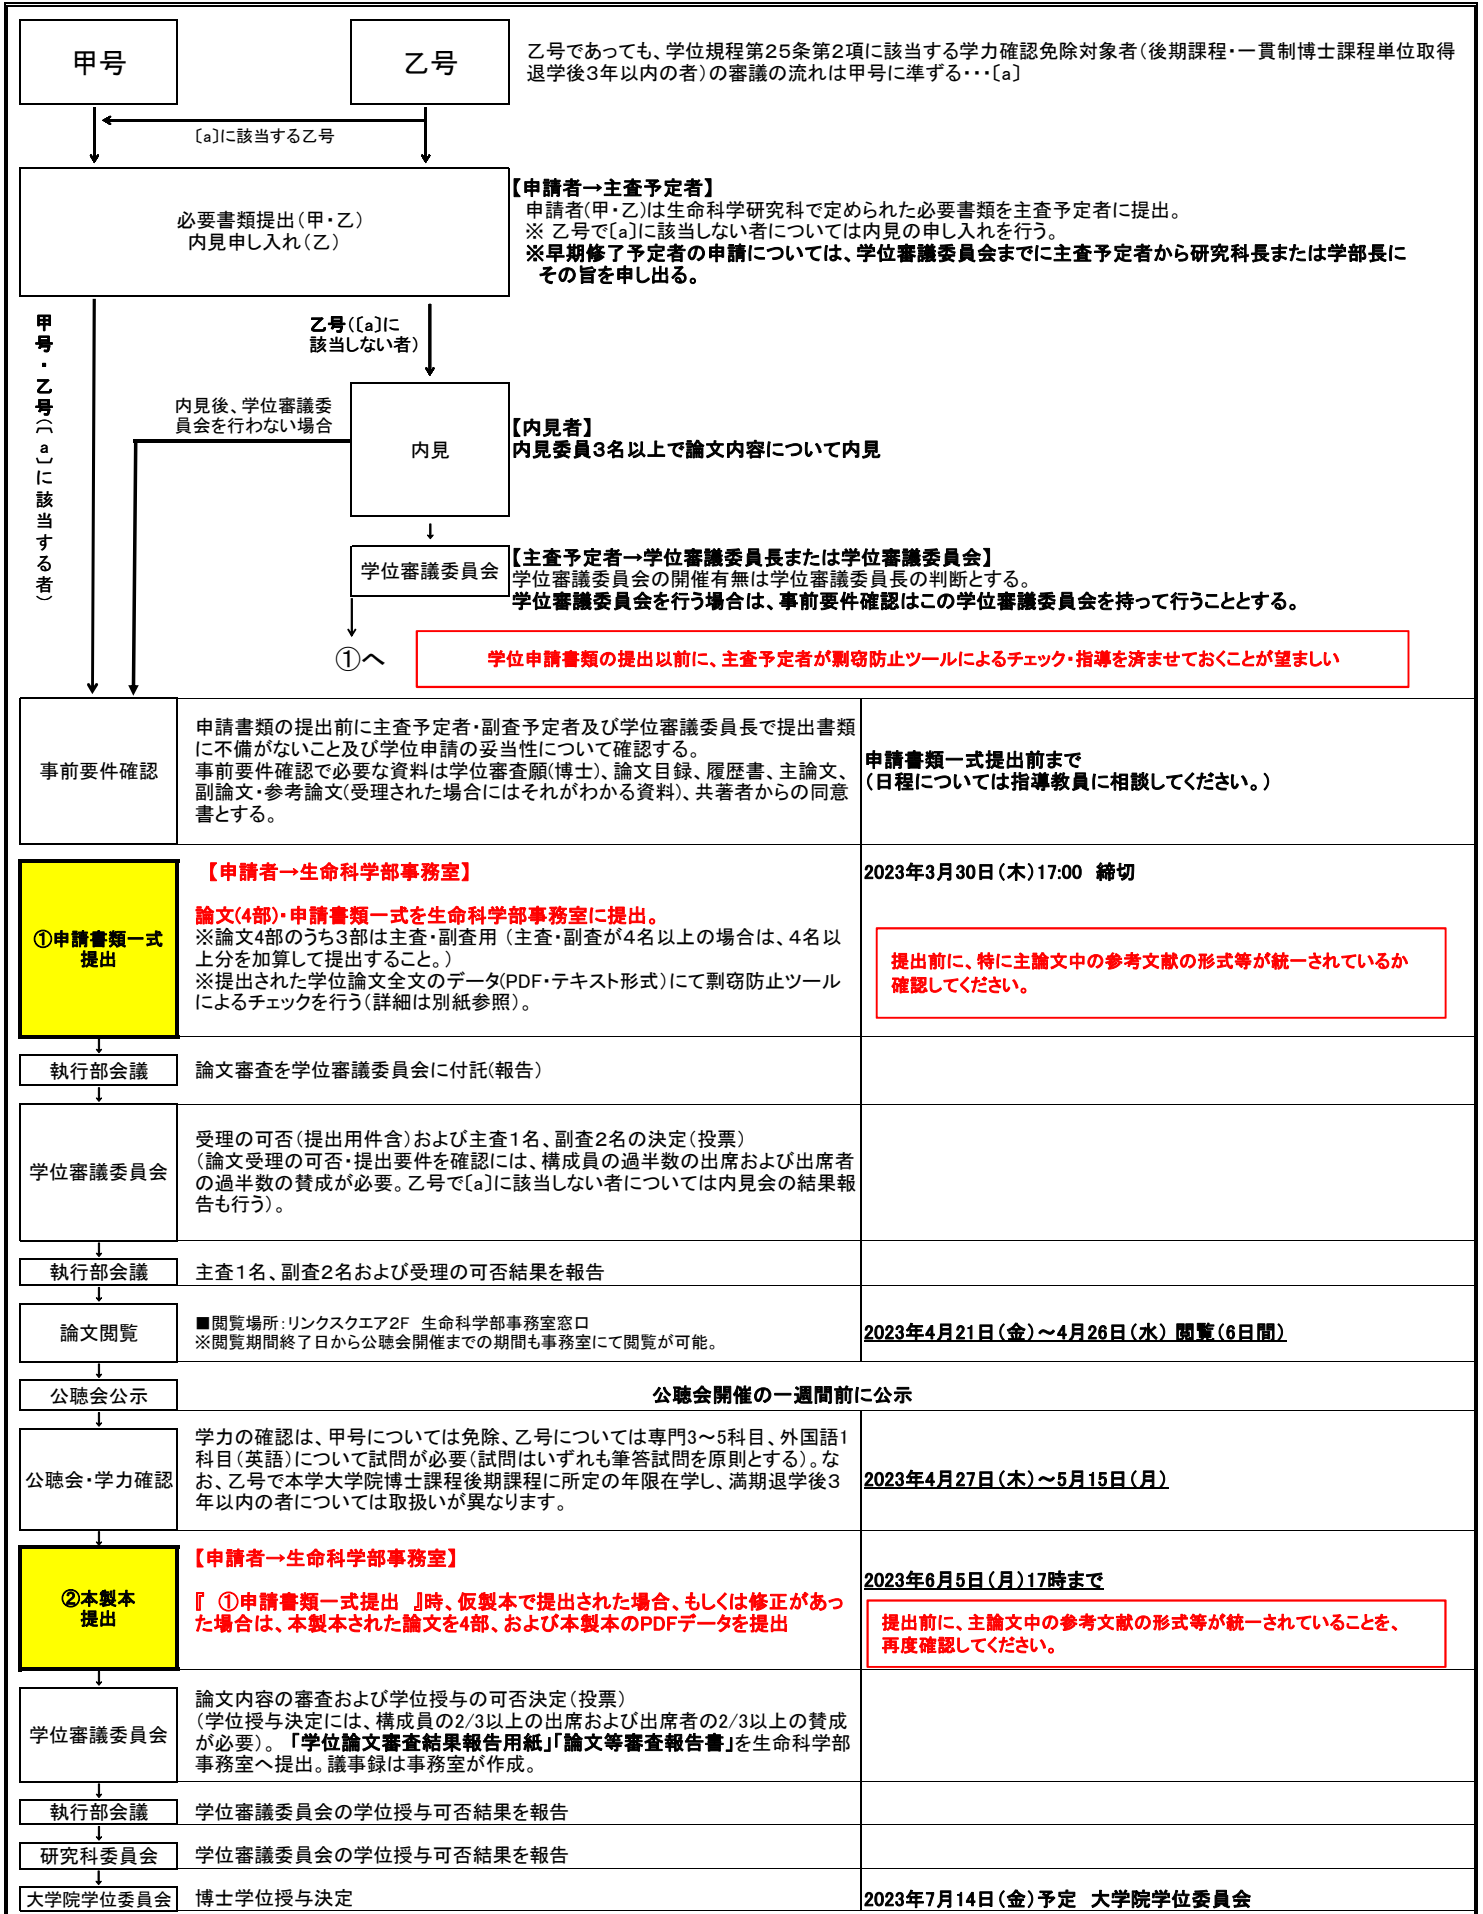 甲号
乙号
乙号であっても、学位規程第25条第2項に該当する学力確認免除対象者(後期課程・一貫制博士課程単位取得
退学後3年以内の者)の審議の流れは甲号に準ずる・・・〔a〕
〔a〕に該当する乙号
必要書類提出(甲・乙)
内見申し入れ(乙)
【申請者→主査予定者】
申請者(甲・乙)は生命科学研究科で定められた必要書類を主査予定者に提出。
※ 乙号で〔a〕に該当しない者については内見の申し入れを行う。
※早期修了予定者の申請については、学位審議委員会までに主査予定者から研究科長または学部長に
その旨を申し出る。
甲号・乙号(〔a〕に該当する者)
乙号(〔a〕に
該当しない者)
内見後、学位審議委
員会を行わない場合
内見
【内見者】
内見委員3名以上で論文内容について内見
学位審議委員会
【主査予定者→学位審議委員長または学位審議委員会】
学位審議委員会の開催有無は学位審議委員長の判断とする。
学位審議委員会を行う場合は、事前要件確認はこの学位審議委員会を持って行うこととする。
①へ
学位申請書類の提出以前に、主査予定者が剽窃防止ツールによるチェック・指導を済ませておくことが望ましい
事前要件確認
申請書類の提出前に主査予定者・副査予定者及び学位審議委員長で提出書類
に不備がないこと及び学位申請の妥当性について確認する。
事前要件確認で必要な資料は学位審査願(博士)、論文目録、履歴書、主論文、
副論文・参考論文(受理された場合にはそれがわかる資料)、共著者からの同意
書とする。
申請書類一式提出前まで
(日程については指導教員に相談してください。)
①申請書類一式
提出
【申請者→生命科学部事務室】
論文(4部)・申請書類一式を生命科学部事務室に提出。
※論文4部のうち3部は主査・副査用 (主査・副査が4名以上の場合は、4名以
上分を加算して提出すること。)
※提出された学位論文全文のデータ(PDF・テキスト形式)にて剽窃防止ツール
によるチェックを行う(詳細は別紙参照)。
2023年3月30日(木)17:00 締切
提出前に、特に主論文中の参考文献の形式等が統一されているか
確認してください。
執行部会議
論文審査を学位審議委員会に付託(報告)
学位審議委員会
受理の可否(提出用件含)および主査1名、副査2名の決定(投票)
(論文受理の可否・提出要件を確認には、構成員の過半数の出席および出席者
の過半数の賛成が必要。乙号で〔a〕に該当しない者については内見会の結果報
告も行う)。
執行部会議
主査1名、副査2名および受理の可否結果を報告
論文閲覧
■閲覧場所：リンクスクエア2F 生命科学部事務室窓口
※閲覧期間終了日から公聴会開催までの期間も事務室にて閲覧が可能。
2023年4月21日(金)～4月26日(水) 閲覧(6日間)
公聴会公示
公聴会開催の一週間前に公示
公聴会・学力確認
学力の確認は、甲号については免除、乙号については専門3～5科目、外国語1
科目(英語)について試問が必要(試問はいずれも筆答試問を原則とする)。な
お、乙号で本学大学院博士課程後期課程に所定の年限在学し、満期退学後3
年以内の者については取扱いが異なります。
2023年4月27日(木)～5月15日(月)
②本製本
提出
【申請者→生命科学部事務室】
『 ①申請書類一式提出 』時、仮製本で提出された場合、もしくは修正があっ
た場合は、本製本された論文を4部、および本製本のPDFデータを提出
2023年6月5日(月)17時まで
提出前に、主論文中の参考文献の形式等が統一されていることを、
再度確認してください。
学位審議委員会
論文内容の審査および学位授与の可否決定(投票)
(学位授与決定には、構成員の2/3以上の出席および出席者の2/3以上の賛成
が必要)。「学位論文審査結果報告用紙」「論文等審査報告書」を生命科学部
事務室へ提出。議事録は事務室が作成。
執行部会議
学位審議委員会の学位授与可否結果を報告
研究科委員会
学位審議委員会の学位授与可否結果を報告
大学院学位委員会
博士学位授与決定
2023年7月14日(金)予定 大学院学位委員会